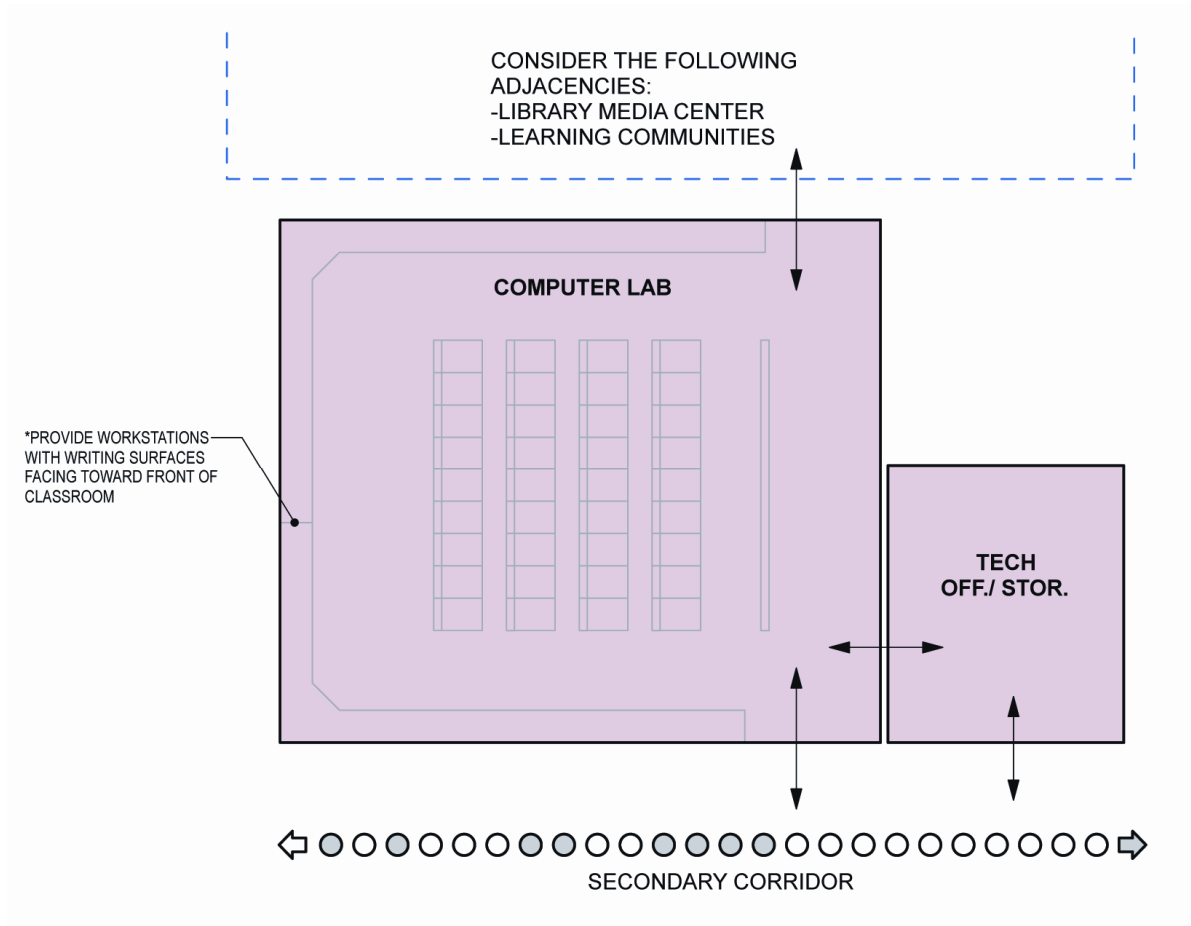 CONSIDER THE FOLLOWING
ADJACENCIES:
-LIBRARY MEDIA CENTER
-LEARNING COMMUNITIES
COMPUTER LAB
*PROVIDE WORKSTATIONS
WITH WRITING SURFACES
FACING TOWARD FRONT OF
CLASSROOM
TECH
OFF./ STOR.
SECONDARY CORRIDOR